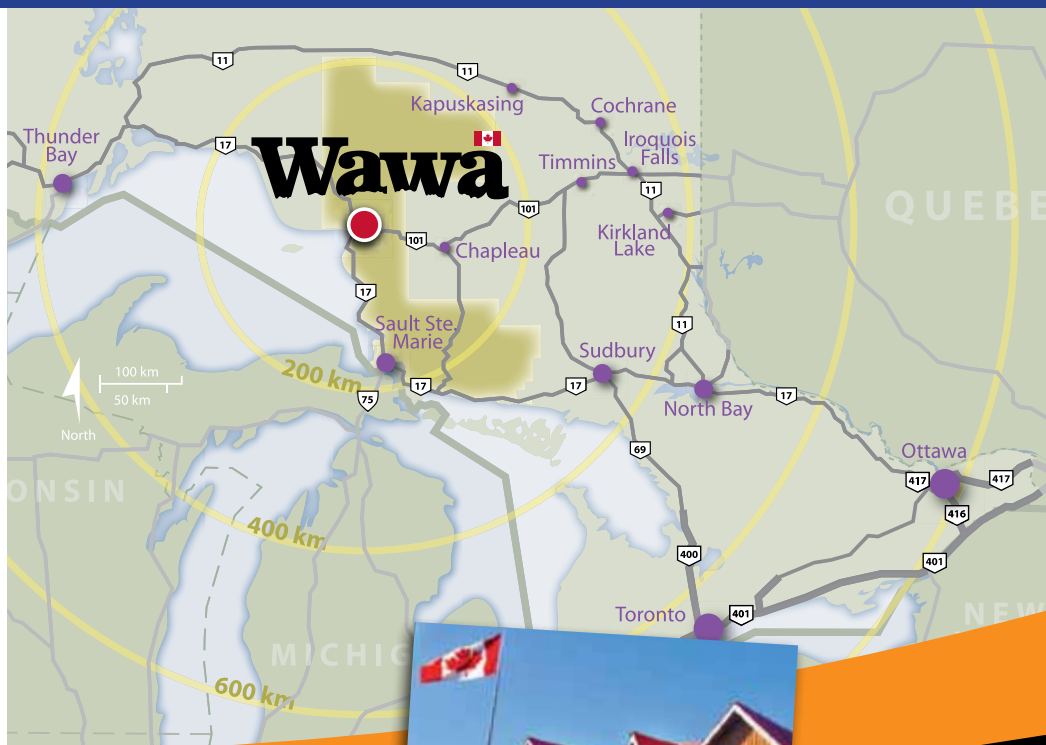 11
11
Kapuskasing
Cochrane
Thunder
Bay
17
Wawa
Iroquois
Falls
Timmins
11
QUEBE
101
101
Chapleau
Kirkland
Lake
17
Sault Ste.
Marie
11
200 km
Sudbury
100 km
50 km
North
75
17
17
North Bay
17
ONSIN
69
Ottawa
417
417
416
400 km
400
401
Toronto
401
NEW
MICHIG
600 km